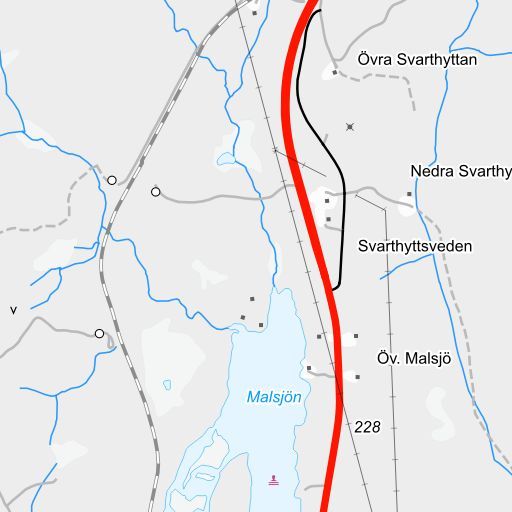 Övra Svarthyttan
Nedra Svarthy
Svarthyttsveden
Öv. Malsjö
Malsjön
228